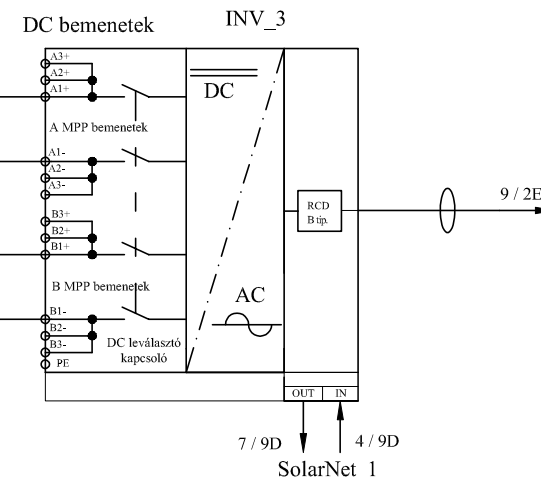 DC bemenetek
INV_3
A3+
A2+
A1+
DC
A MPP bemenetek
A1-
A2-
A3-
B3+
B2+
B1+
RCD
B tip.
9 / 2E
B MPP bemenetek
AC
B1-
B2-
B3-
PE
DC leválasztó
kapcsoló
OUT IN
7 / 9D
4 / 9D
SolarNet 1